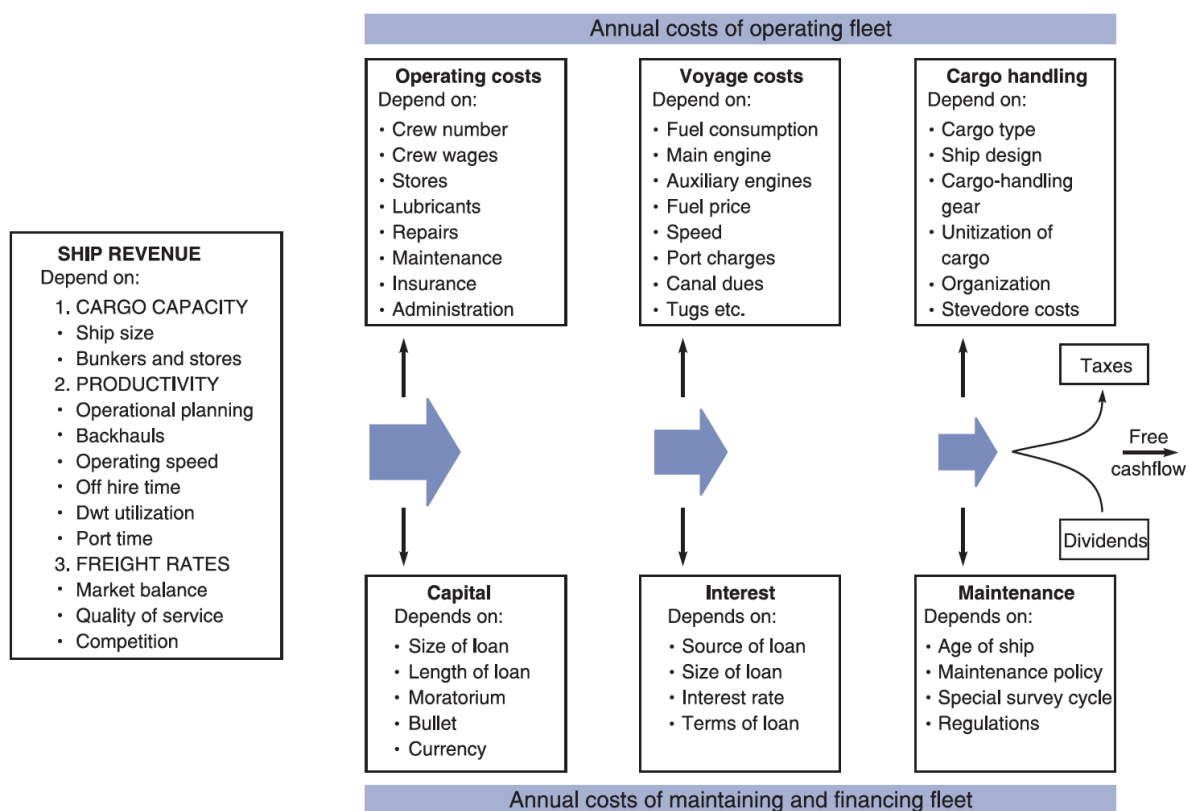 Annual costs of operating fleet
Operating costs
Depend on:
• Crew number
• Crew wages
• Stores
• Lubricants
• Repairs
• Maintenance
• Insurance
• Administration
Voyage costs
Depend on:
• Fuel consumption
• Main engine
• Auxiliary engines
• Fuel price
• Speed
• Port charges
• Canal dues
• Tugs etc.
Cargo handling
Depend on:
• Cargo type
• Ship design
• Cargo-handling
gear
• Unitization of
cargo
• Organization
• Stevedore costs
SHIP REVENUE
Depend on:
1. CARGO CAPACITY
• Ship size
• Bunkers and stores
2. PRODUCTIVITY
• Operational planning
• Backhauls
• Operating speed
• Off hire time
• Dwt utilization
• Port time
3. FREIGHT RATES
• Market balance
• Quality of service
• Competition
Taxes
Free
cashflow
Dividends
Capital
Depends on:
• Size of loan
• Length of loan
• Moratorium
• Bullet
• Currency
Interest
Depends on:
• Source of loan
• Size of loan
• Interest rate
• Terms of loan
Maintenance
Depends on:
• Age of ship
• Maintenance policy
• Special survey cycle
• Regulations
Annual costs of maintaining and financing fleet